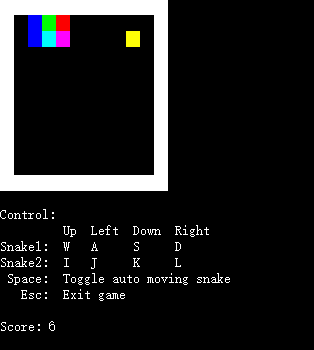 Control:
Up Left Down Right
Snake1: W A S D
Snake2: I J K L
Space: Toggle auto moving snake
Esc: Exit game
Score: 6